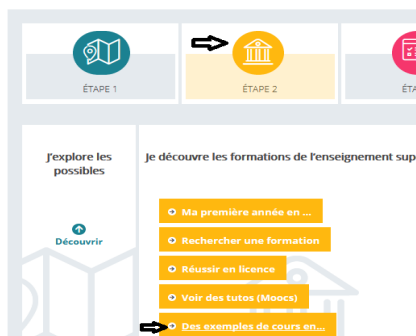 ÉTAPE 1
ÉTAPE 2
J'explore les
possibles
Découvrir
Je découvre les formations de l'enseignement
Ma première année en ...
Rechercher une formation
Réussir en licence
Voir des tutos (Moocs)
Des exemples de cours en...